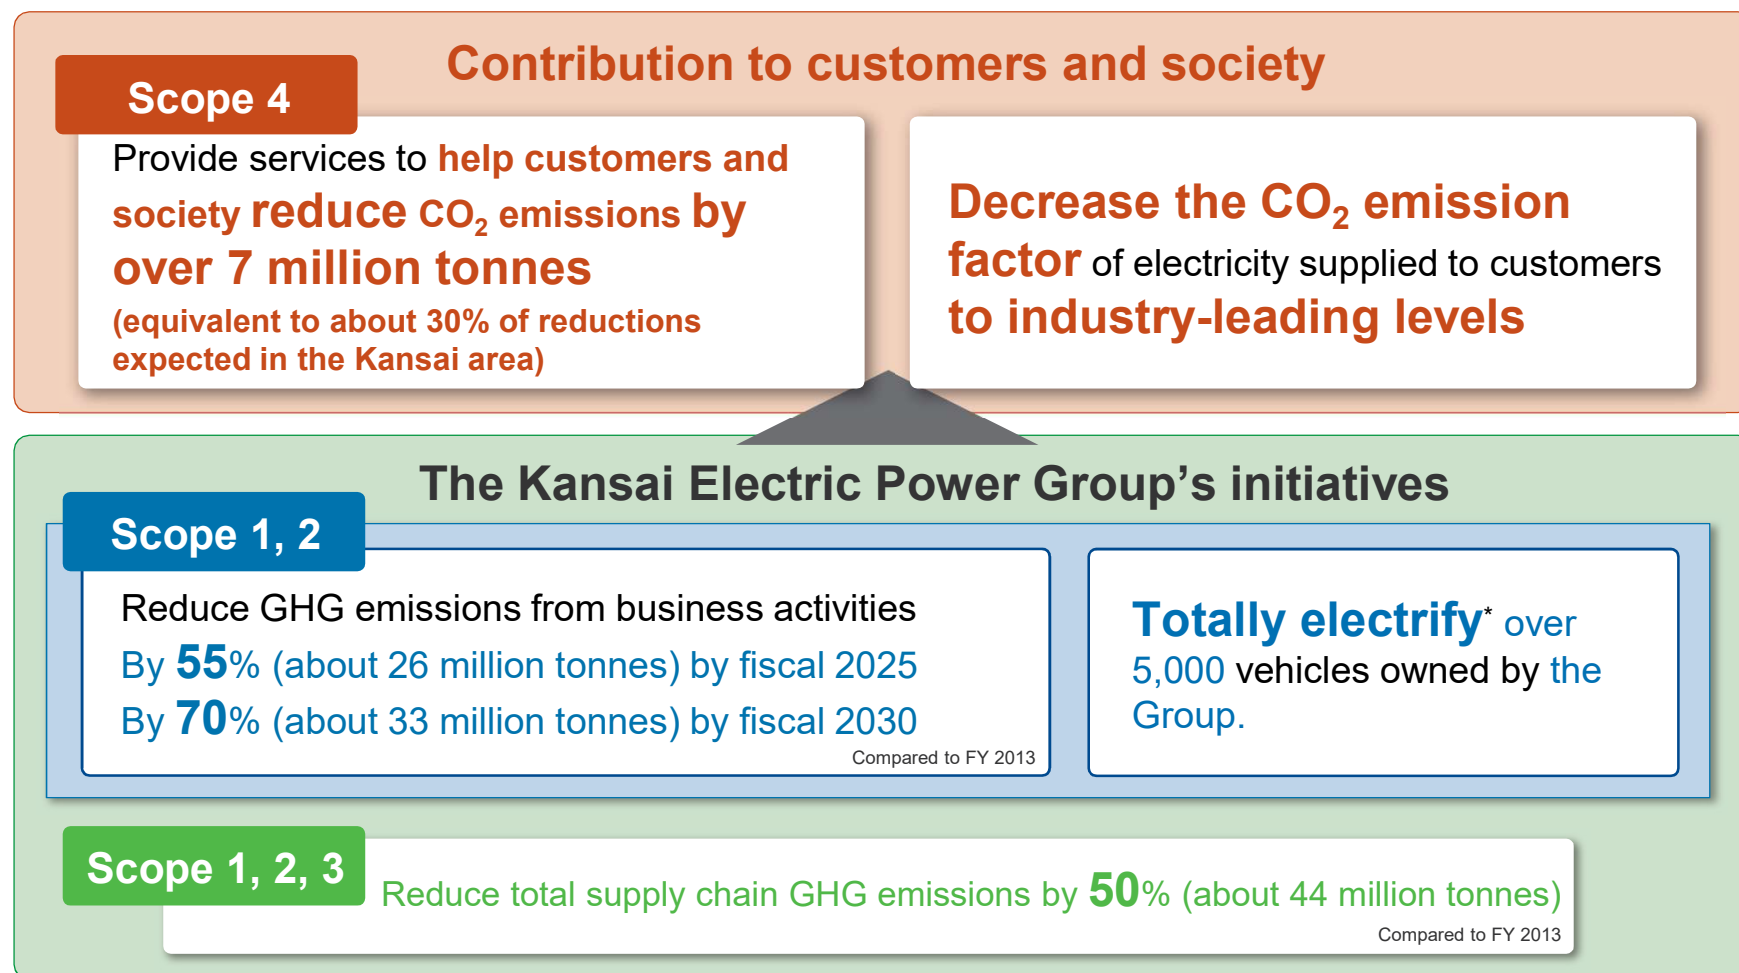 Contribution to customers and society
Scope 4
Provide services to help customers and
society reduce CO₂ emissions by
over 7 million tonnes
(equivalent to about 30% of reductions
expected in the Kansai area)
Decrease the CO₂ emission
factor of electricity supplied to customers
to industry-leading levels
The Kansai Electric Power Group’s initiatives
Scope 1, 2
Reduce GHG emissions from business activities
By 55% (about 26 million tonnes) by fiscal 2025
By 70% (about 33 million tonnes) by fiscal 2030
Compared to FY 2013
Totally electrify* over
5,000 vehicles owned by the
Group.
Scope 1, 2, 3
Reduce total supply chain GHG emissions by 50% (about 44 million tonnes)
Compared to FY 2013